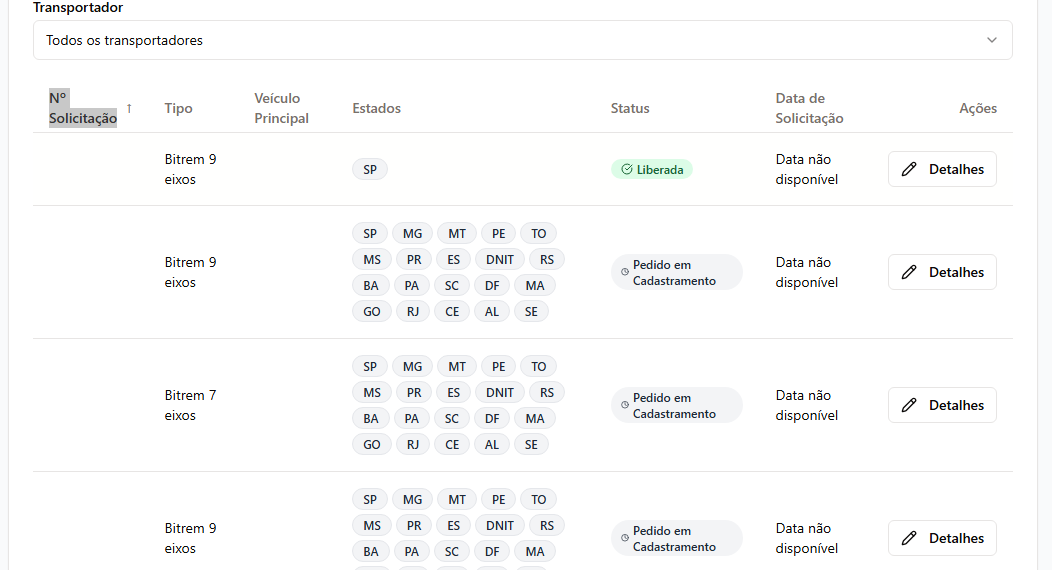 Transportador
Todos os transportadores
Nº
Solicitação ↑
Tipo
Veículo
Principal
Estados
Status
Data de
Solicitação
Ações
Bitrem 9
eixos
SP
Liberada
Data não
disponível
Detalhes
Bitrem 9
eixos
SP MG MT PE TO
MS PR ES DNIT RS
BA PA SC DF MA
GO RJ CE AL SE
Pedido em
Cadastramento
Data não
disponível
Detalhes
Bitrem 7
eixos
SP MG MT PE TO
MS PR ES DNIT RS
BA PA SC DF MA
GO RJ CE AL SE
Pedido em
Cadastramento
Data não
disponível
Detalhes
Bitrem 9
eixos
SP MG MT PE TO
MS PR ES DNIT RS
BA PA SC DF MA
Pedido em
Cadastramento
Data não
disponível
Detalhes